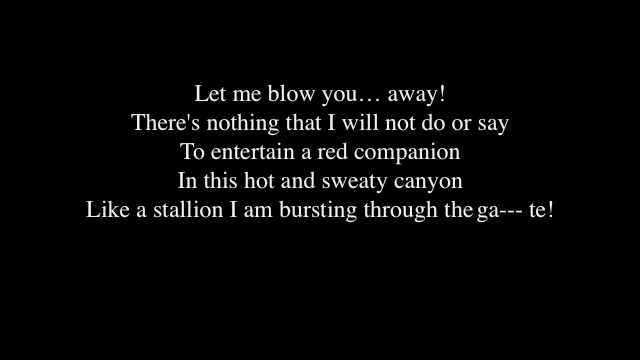 Let me blow you… away!
There's nothing that I will not do or say
To entertain a red companion
In this hot and sweaty canyon
Like a stallion I am bursting through the ga--- te!